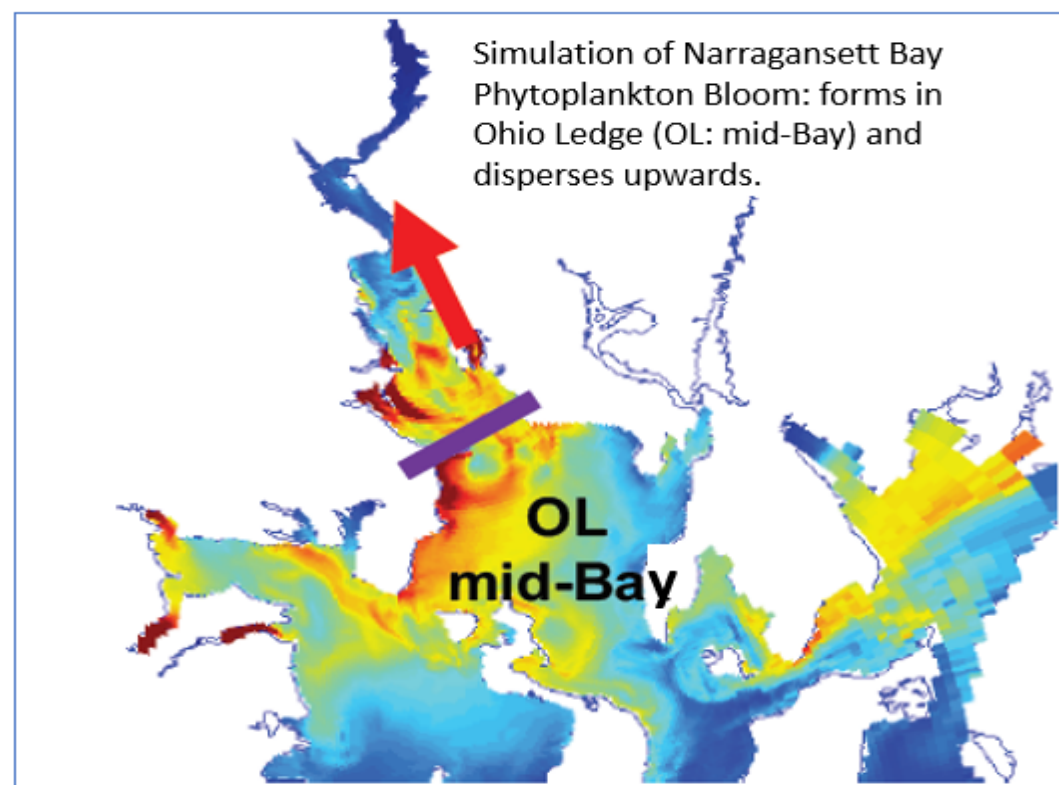 Simulation of Narragansett Bay
Phytoplankton Bloom: forms in
Ohio Ledge (OL: mid-Bay) and
disperses upwards.
OL
mid-Bay